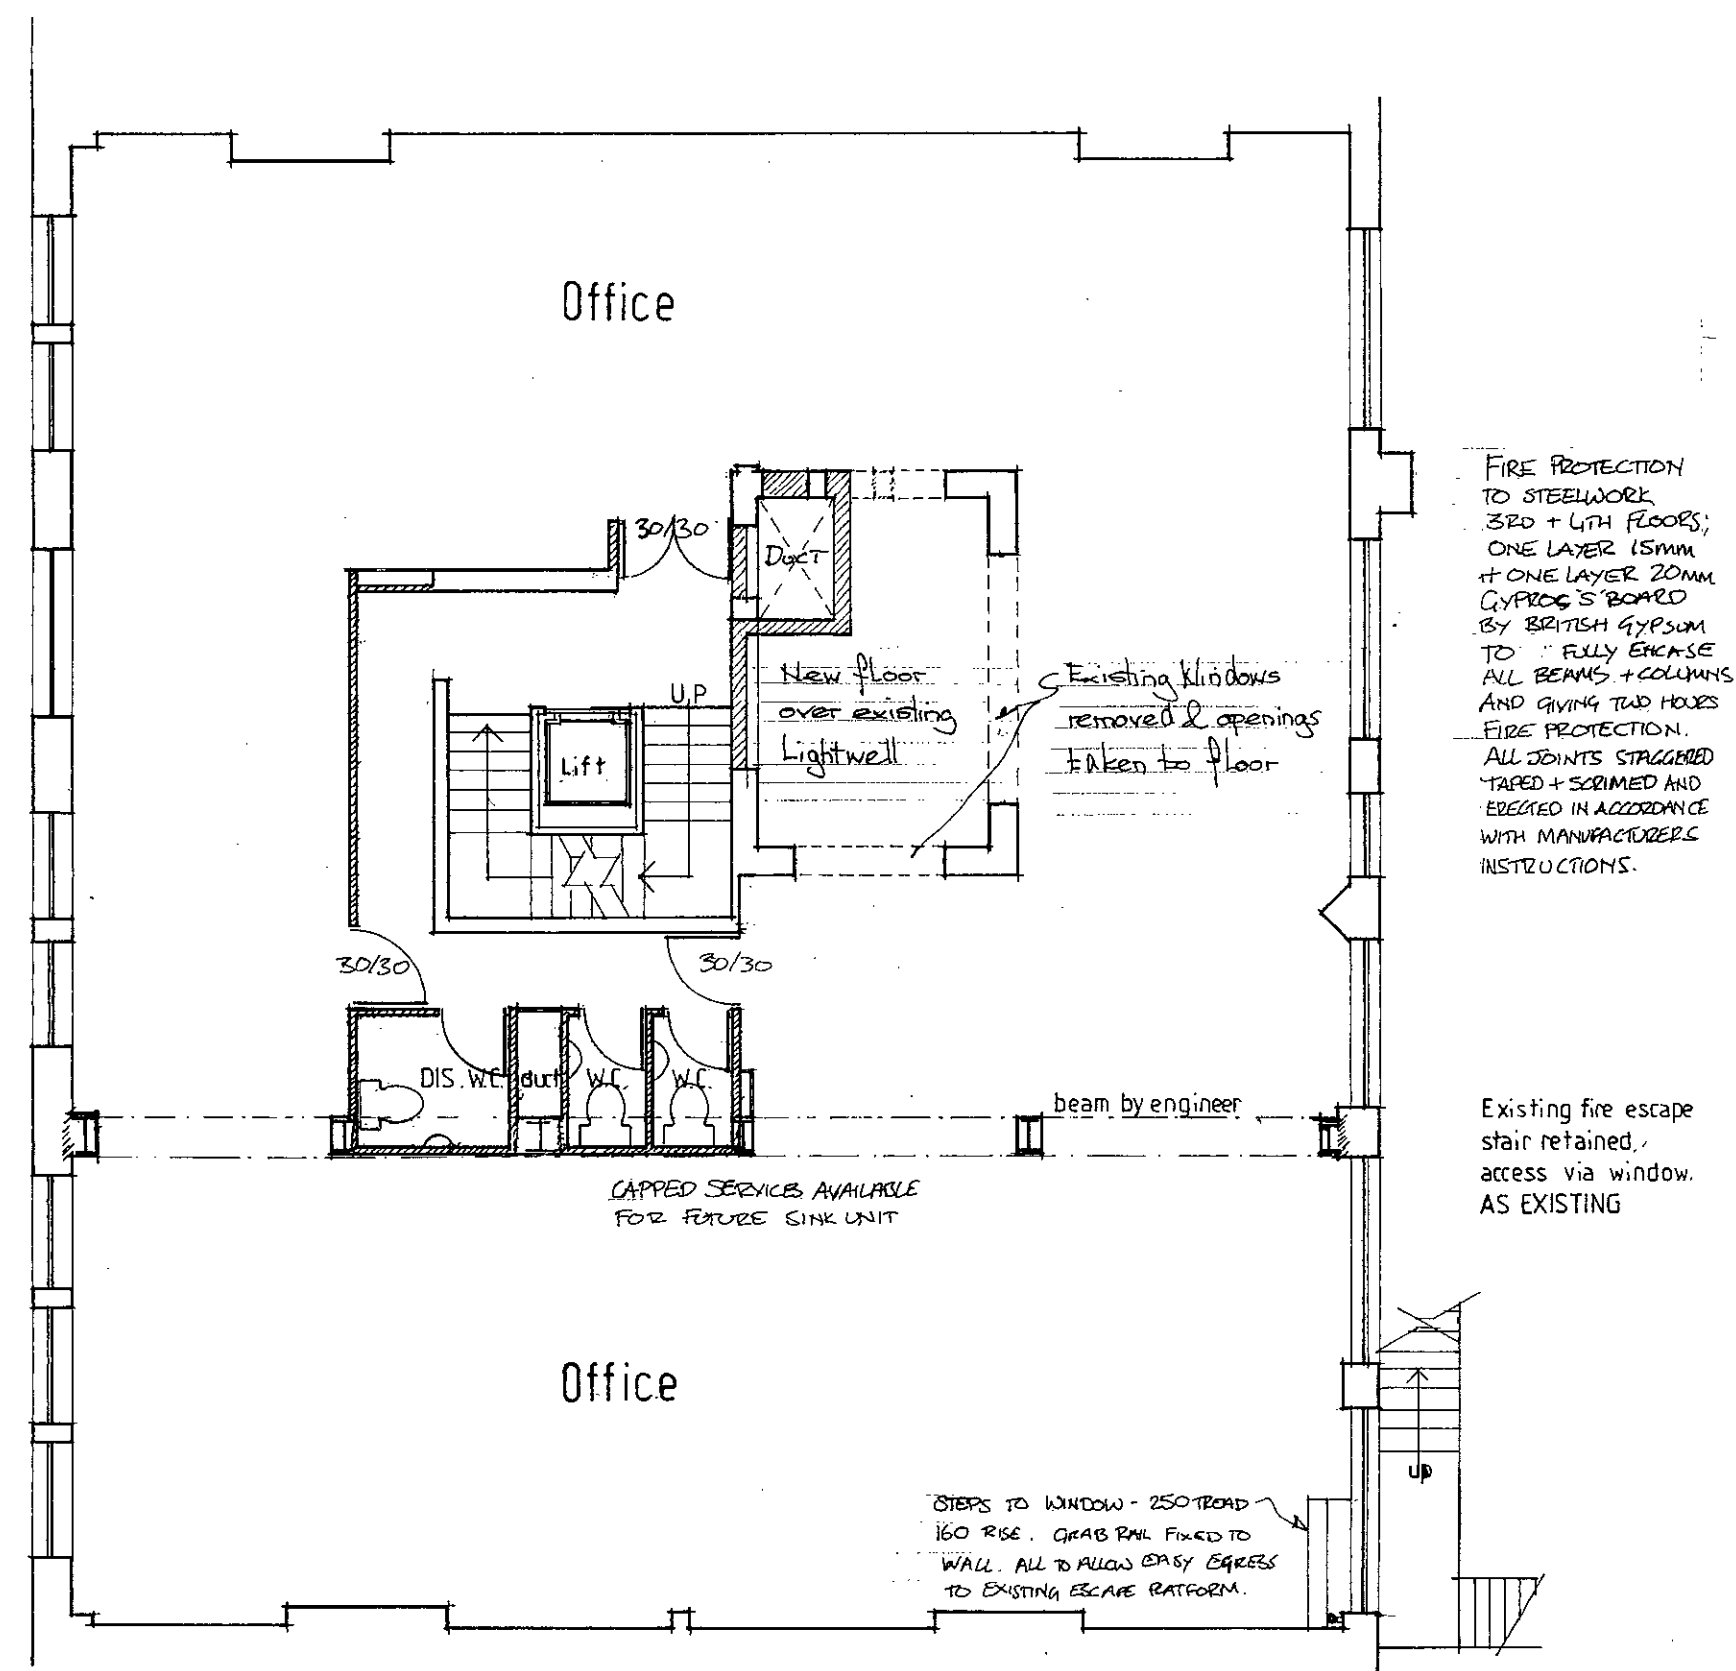 Office
30/30
Duct
FIRE PROTECTION
TO STEELWORK
3RD + 4TH FLOORS;
ONE LAYER 15mm
+ ONE LAYER 20MM
GYPROC 'S' BOARD
BY BRITISH GYPSUM
TO FULLY ENCASE
ALL BEAMS + COLUMNS
AND GIVING TWO HOURS
FIRE PROTECTION.
ALL JOINTS STAGGERED
TAPED + SCRIMED AND
ERECTED IN ACCORDANCE
WITH MANUFACTURERS
INSTRUCTIONS.
New floor
over existing
Lightwell
Existing Windows
removed & openings
taken to floor
UP
Lift
30/30
30/30
DIS. W.C.
duct
W.C.
W.C.
beam by engineer
Existing fire escape
stair retained,
access via window.
AS EXISTING
CAPPED SERVICES AVAILABLE
FOR FUTURE SINK UNIT
Office
UP
STEPS TO WINDOW - 250 TREAD
160 RISE. GRAB RAIL FIXED TO
WALL. ALL TO ALLOW EASY EGRESS
TO EXISTING ESCAPE PLATFORM.